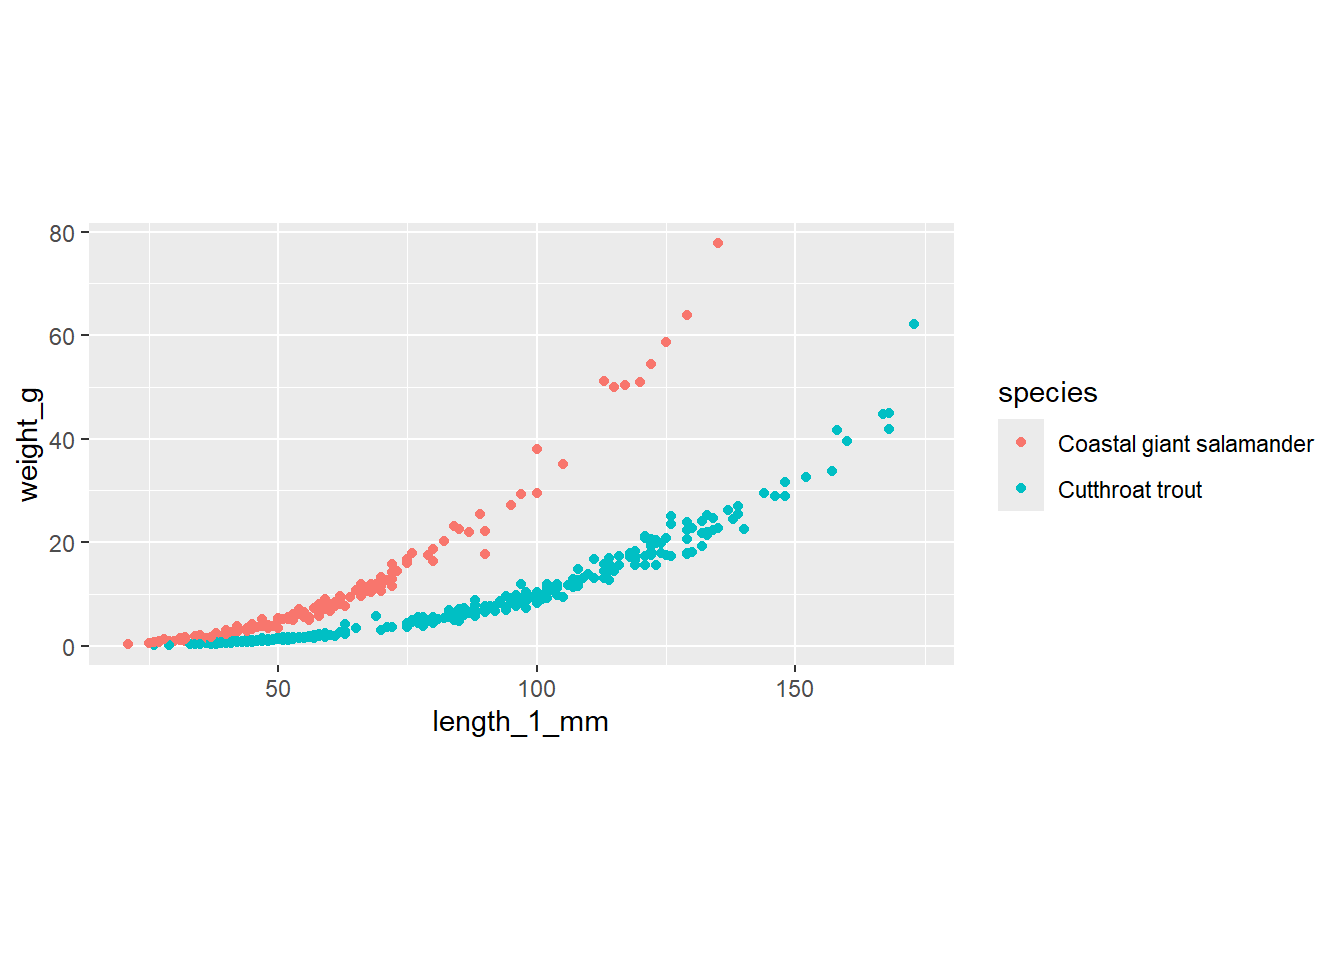 80
60
40
20
0
weight_g
50 100 150
length_1_mm
species
Coastal giant salamander
Cutthroat trout